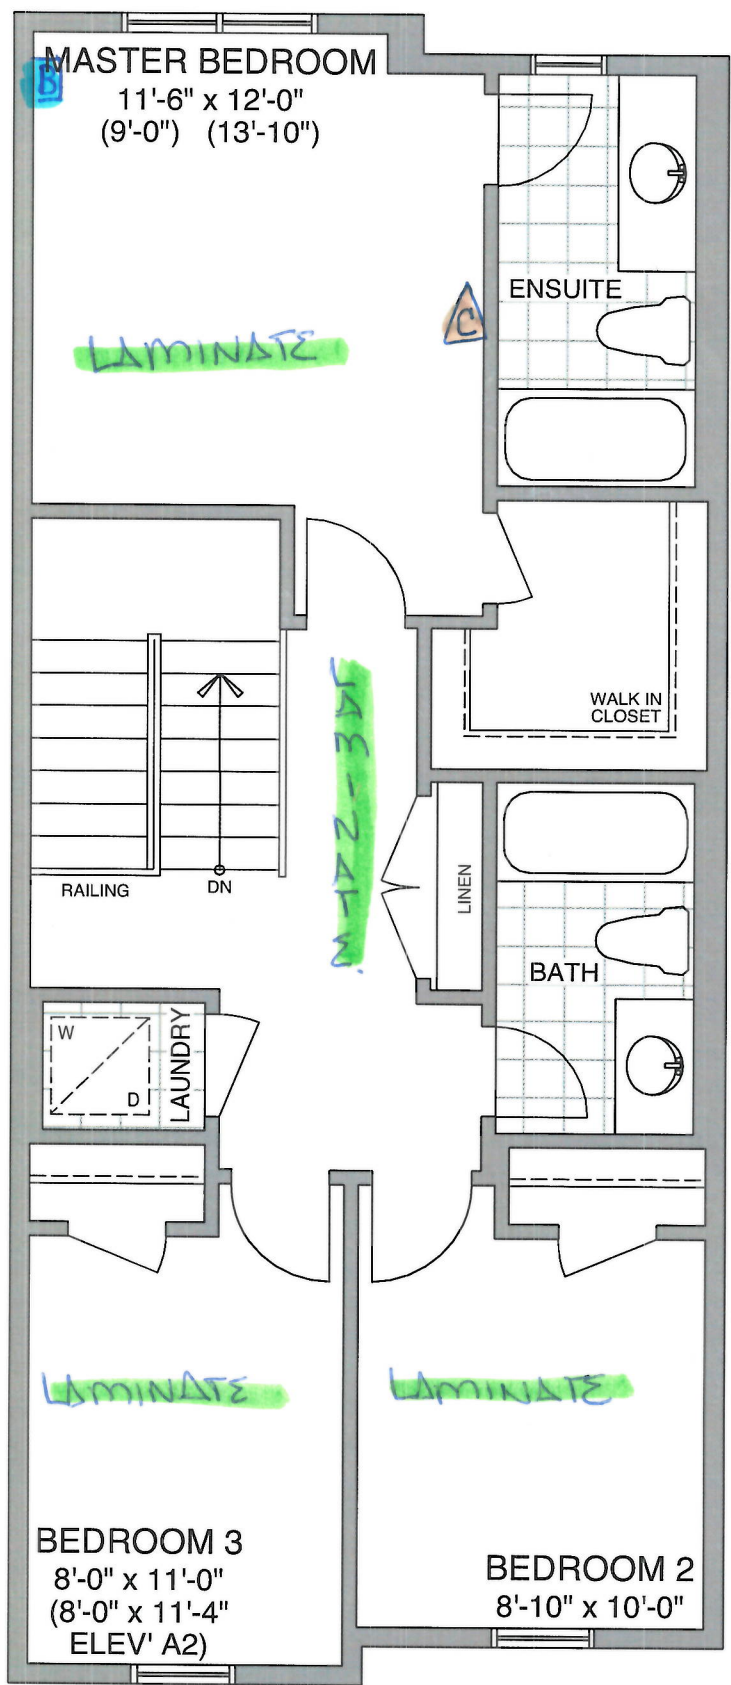 MASTER BEDROOM
B
11'-6" x 12'-0"
(9'-0") (13'-10")
ENSUITE
C
LAMINATE
WALK IN
CLOSET
LAMINATE
RAILING
DN
LINEN
BATH
W
D
LAUNDRY
LAMINATE
LAMINATE
BEDROOM 3
8'-0" x 11'-0"
(8'-0" x 11'-4"
ELEV' A2)
BEDROOM 2
8'-10" x 10'-0"